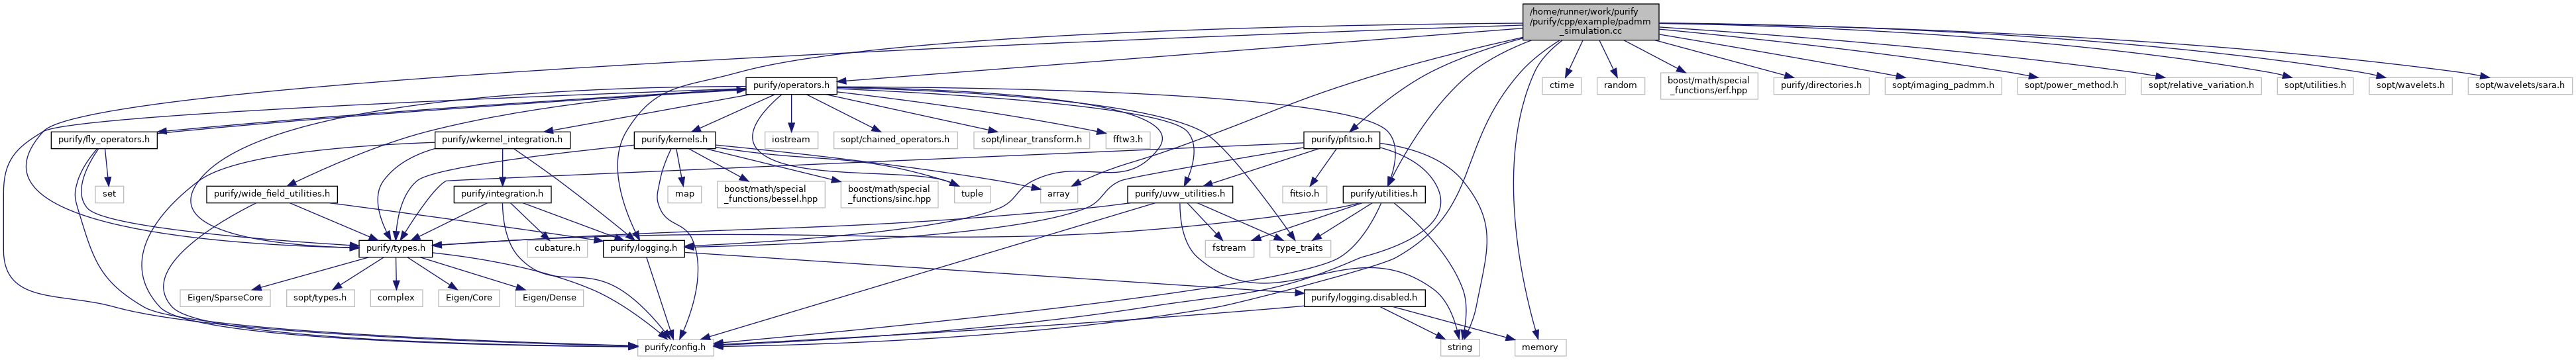 /home/runner/work/purify
/purify/cpp/example/padmm
_simulation.cc
purify/operators.h
ctime
random
boost/math/special
_functions/erf.hpp
purify/directories.h
sopt/imaging_padmm.h
sopt/power_method.h
sopt/relative_variation.h
sopt/utilities.h
sopt/wavelets.h
sopt/wavelets/sara.h
purify/fly_operators.h
purify/wkernel_integration.h
purify/kernels.h
iostream
sopt/chained_operators.h
sopt/linear_transform.h
fftw3.h
purify/pfitsio.h
set
purify/wide_field_utilities.h
purify/integration.h
map
boost/math/special
_functions/bessel.hpp
boost/math/special
_functions/sinc.hpp
tuple
array
purify/uvw_utilities.h
fitsio.h
purify/utilities.h
purify/types.h
cubature.h
purify/logging.h
fstream
type_traits
Eigen/SparseCore
sopt/types.h
complex
Eigen/Core
Eigen/Dense
purify/logging.disabled.h
purify/config.h
string
memory